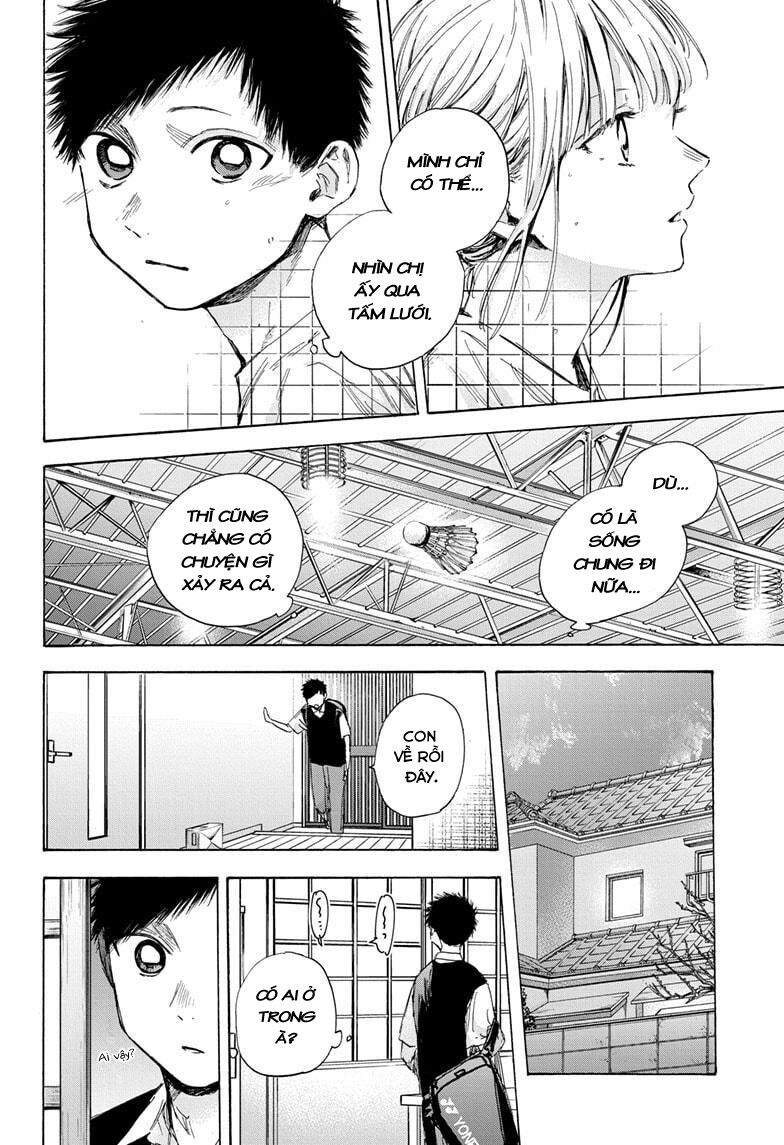 MÌNH CHỈ
CÓ THỂ...
NHÌN CHỊ
ẤY QUA
TẤM LƯỚI.
DÙ...
CÓ LÀ
SỐNG
CHUNG ĐI
NỮA...
THÌ CŨNG
CHẲNG CÓ
CHUYỆN GÌ
XẢY RA CẢ.
CON
VỀ RỒI
ĐÂY.
CÓ AI Ở
TRONG
À?
YONE
Ai vậy?